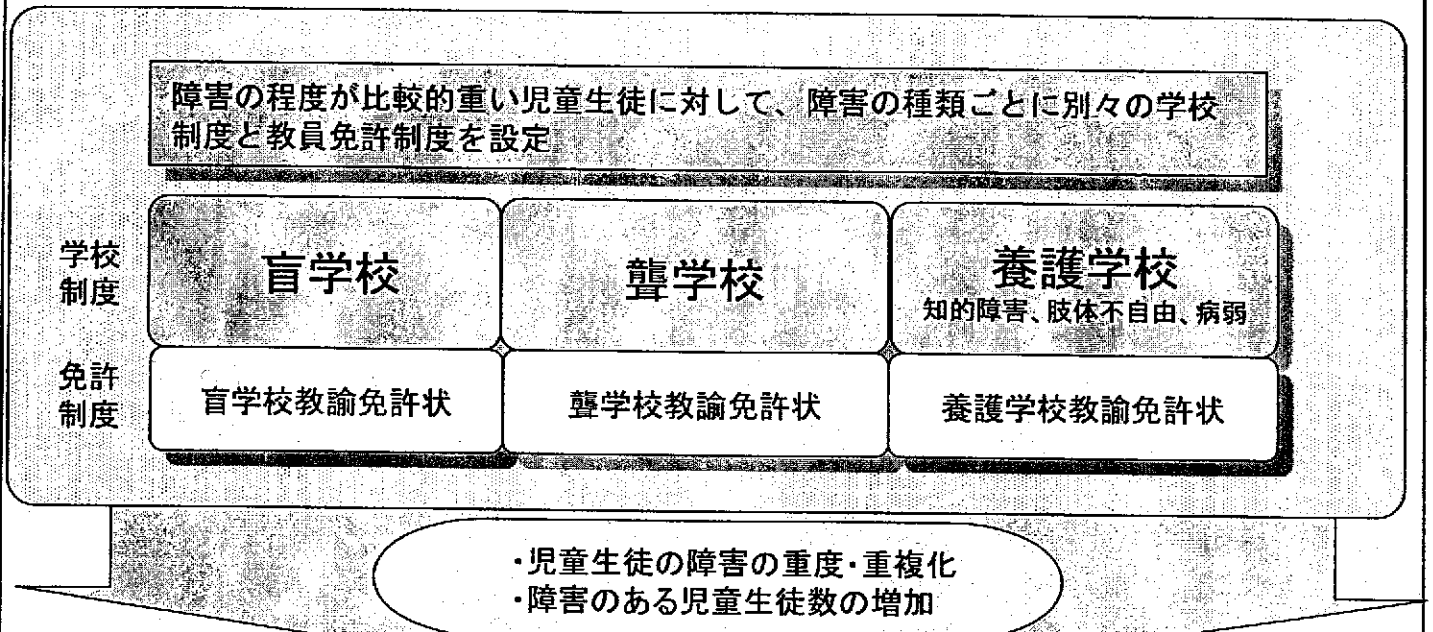 障害の程度が比較的重い児童生徒に対して、障害の種類ごとに別々の学校
制度と教員免許制度を設定
学校
制度
盲学校
聾学校
養護学校
知的障害、肢体不自由、病弱
免許
制度
盲学校教諭免許状
聾学校教諭免許状
養護学校教諭免許状
・児童生徒の障害の重度・重複化
・障害のある児童生徒数の増加